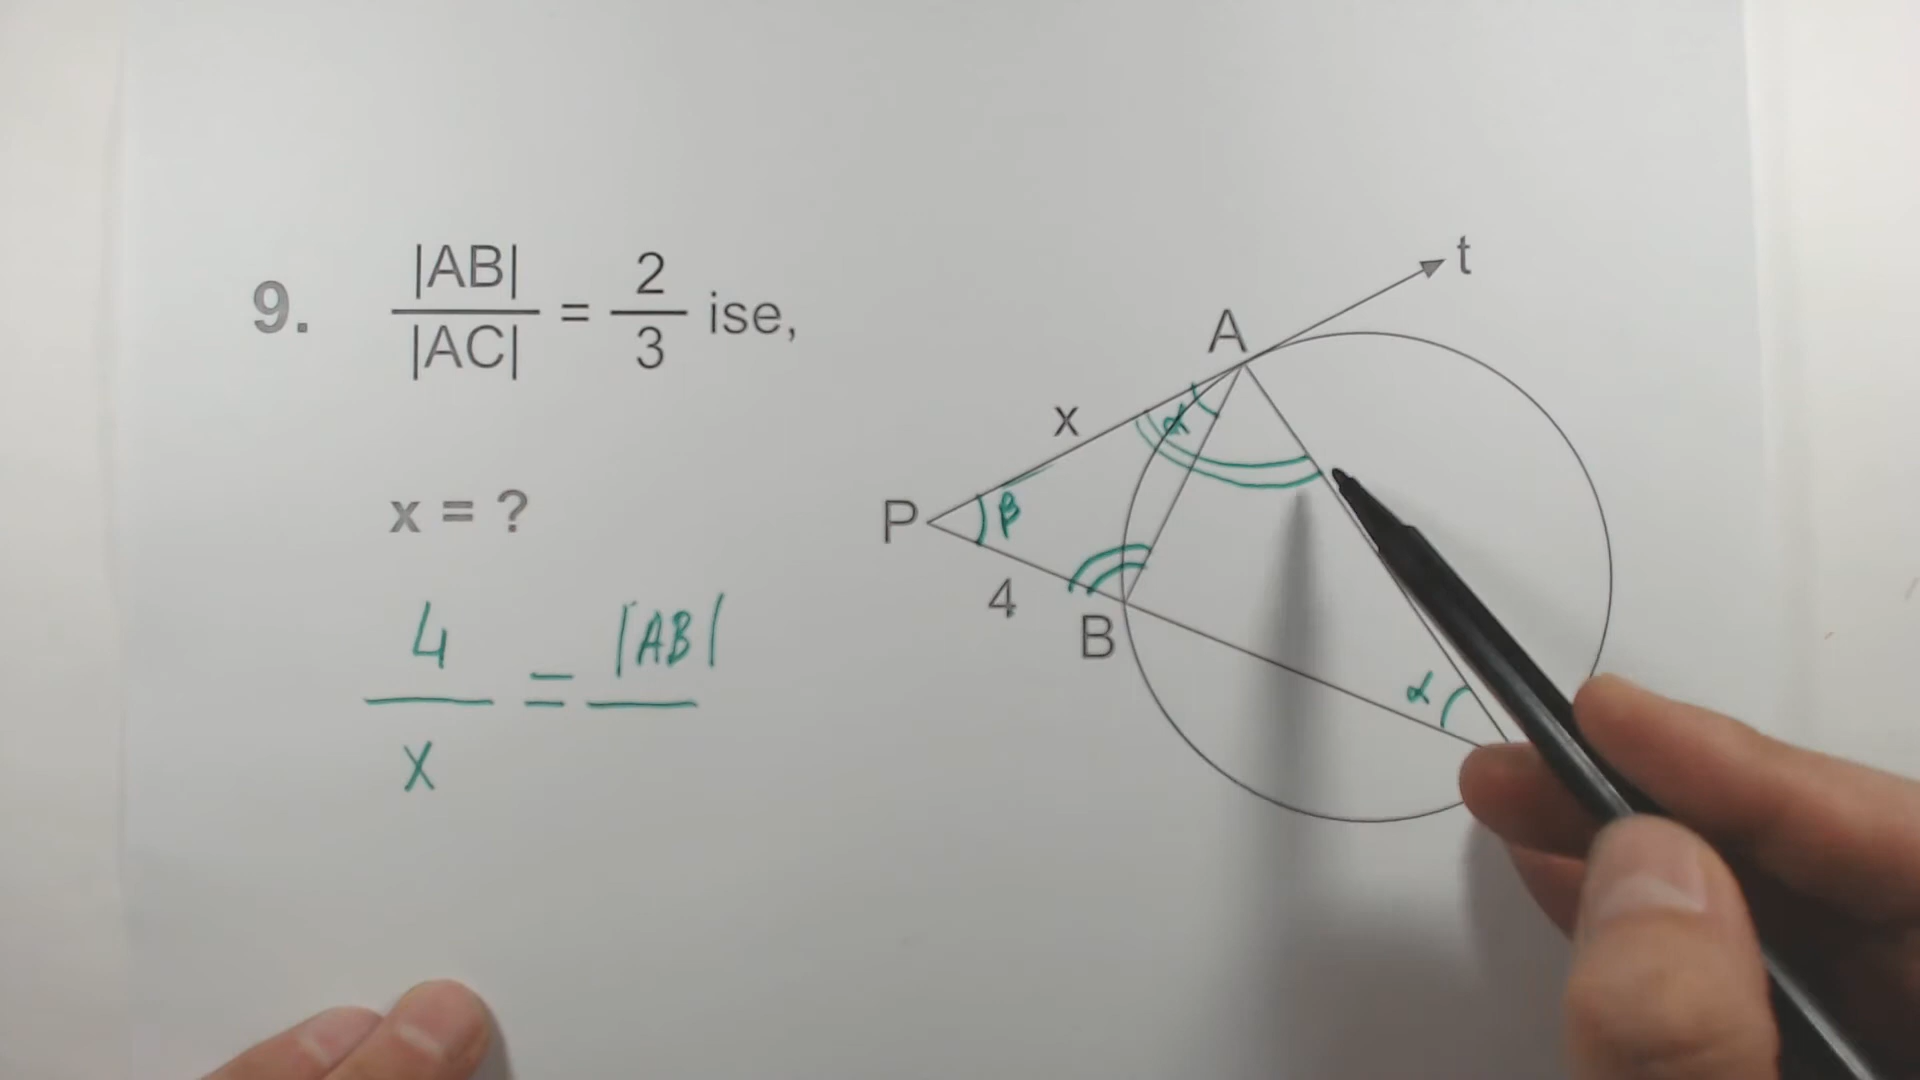 9. |AB| / |AC| = 2 / 3 ise,
x = ?
4 / x = |AB| /
t
A
x
α
P
β
4
B
α